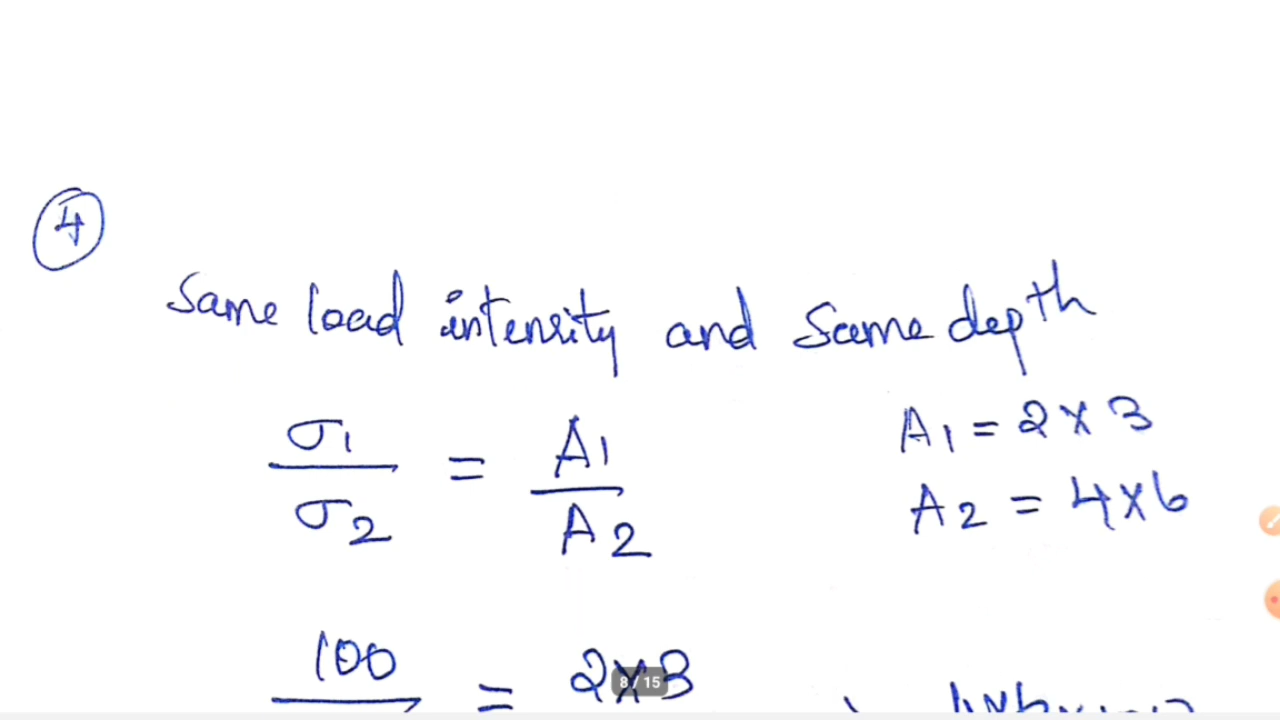 4
Same load intensity and same depth
σ1/σ2 = A1/A2
A1 = 2 × 3
A2 = 4 × 6
100 = 2×3
8 / 15